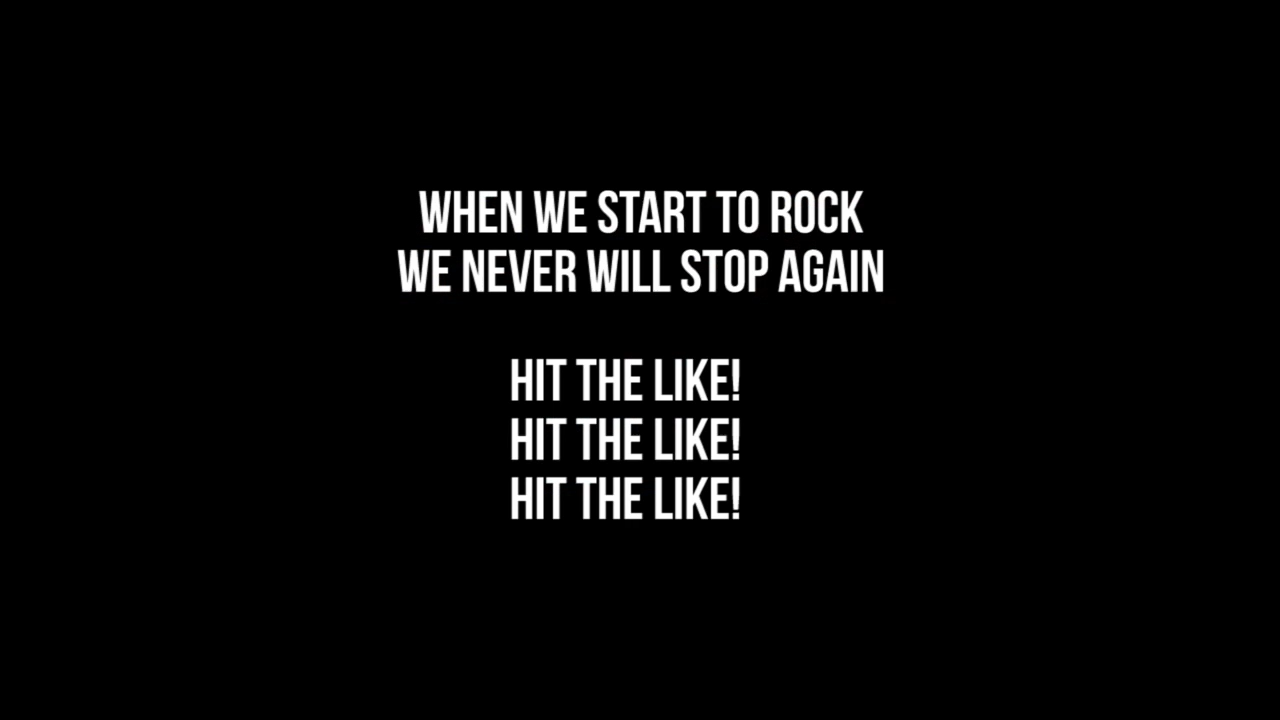 WHEN WE START TO ROCK
WE NEVER WILL STOP AGAIN
HIT THE LIKE!
HIT THE LIKE!
HIT THE LIKE!